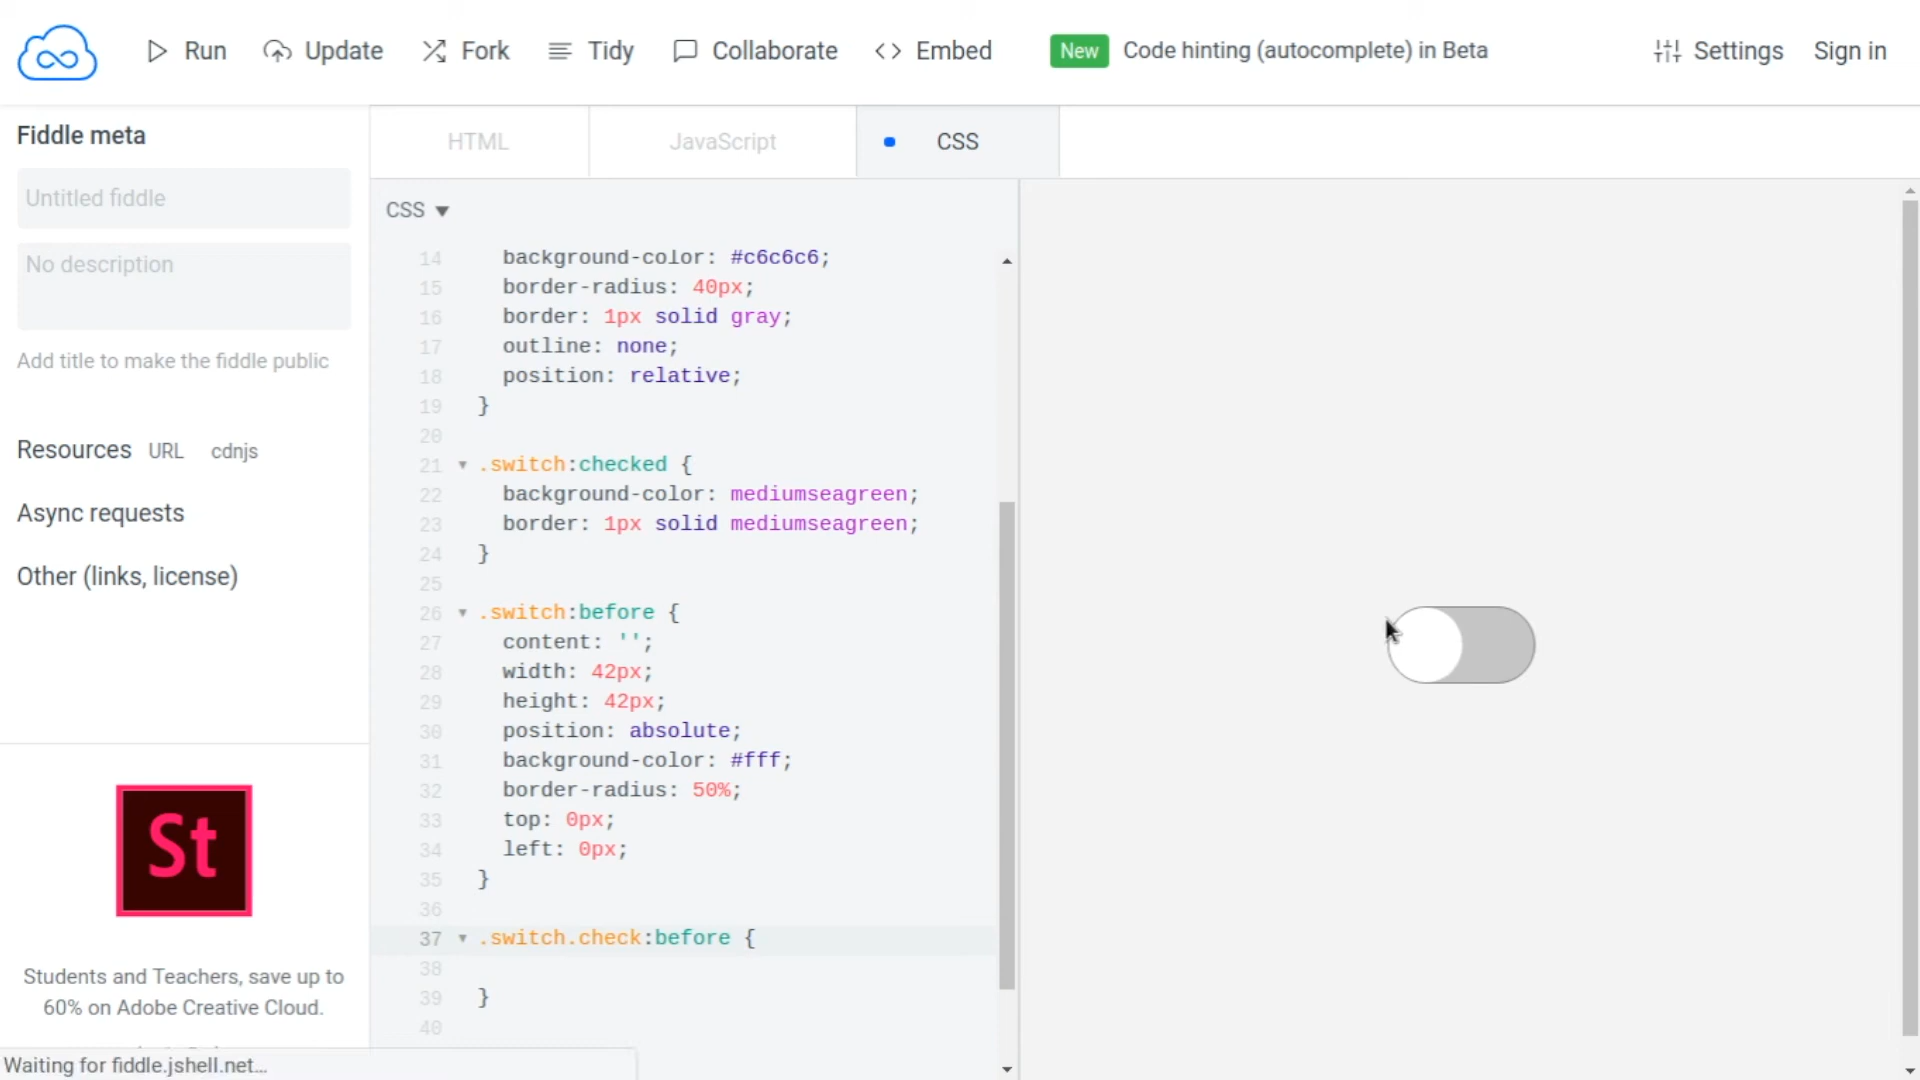 Run
Update
Fork
Tidy
Collaborate
Embed
New
Code hinting (autocomplete) in Beta
Settings
Sign in
Fiddle meta
Untitled fiddle
No description
Add title to make the fiddle public
Resources URL cdnjs
Async requests
Other (links, license)
St
Students and Teachers, save up to
60% on Adobe Creative Cloud.
Waiting for fiddle.jshell.net...
HTML
JavaScript
CSS
CSS ▼
14 background-color: #c6c6c6;
15 border-radius: 40px;
16 border: 1px solid gray;
17 outline: none;
18 position: relative;
19 }
20
21 .switch:checked {
22 background-color: mediumseagreen;
23 border: 1px solid mediumseagreen;
24 }
25
26 .switch:before {
27 content: '';
28 width: 42px;
29 height: 42px;
30 position: absolute;
31 background-color: #fff;
32 border-radius: 50%;
33 top: 0px;
34 left: 0px;
35 }
36
37 .switch.check:before {
38
39 }
40